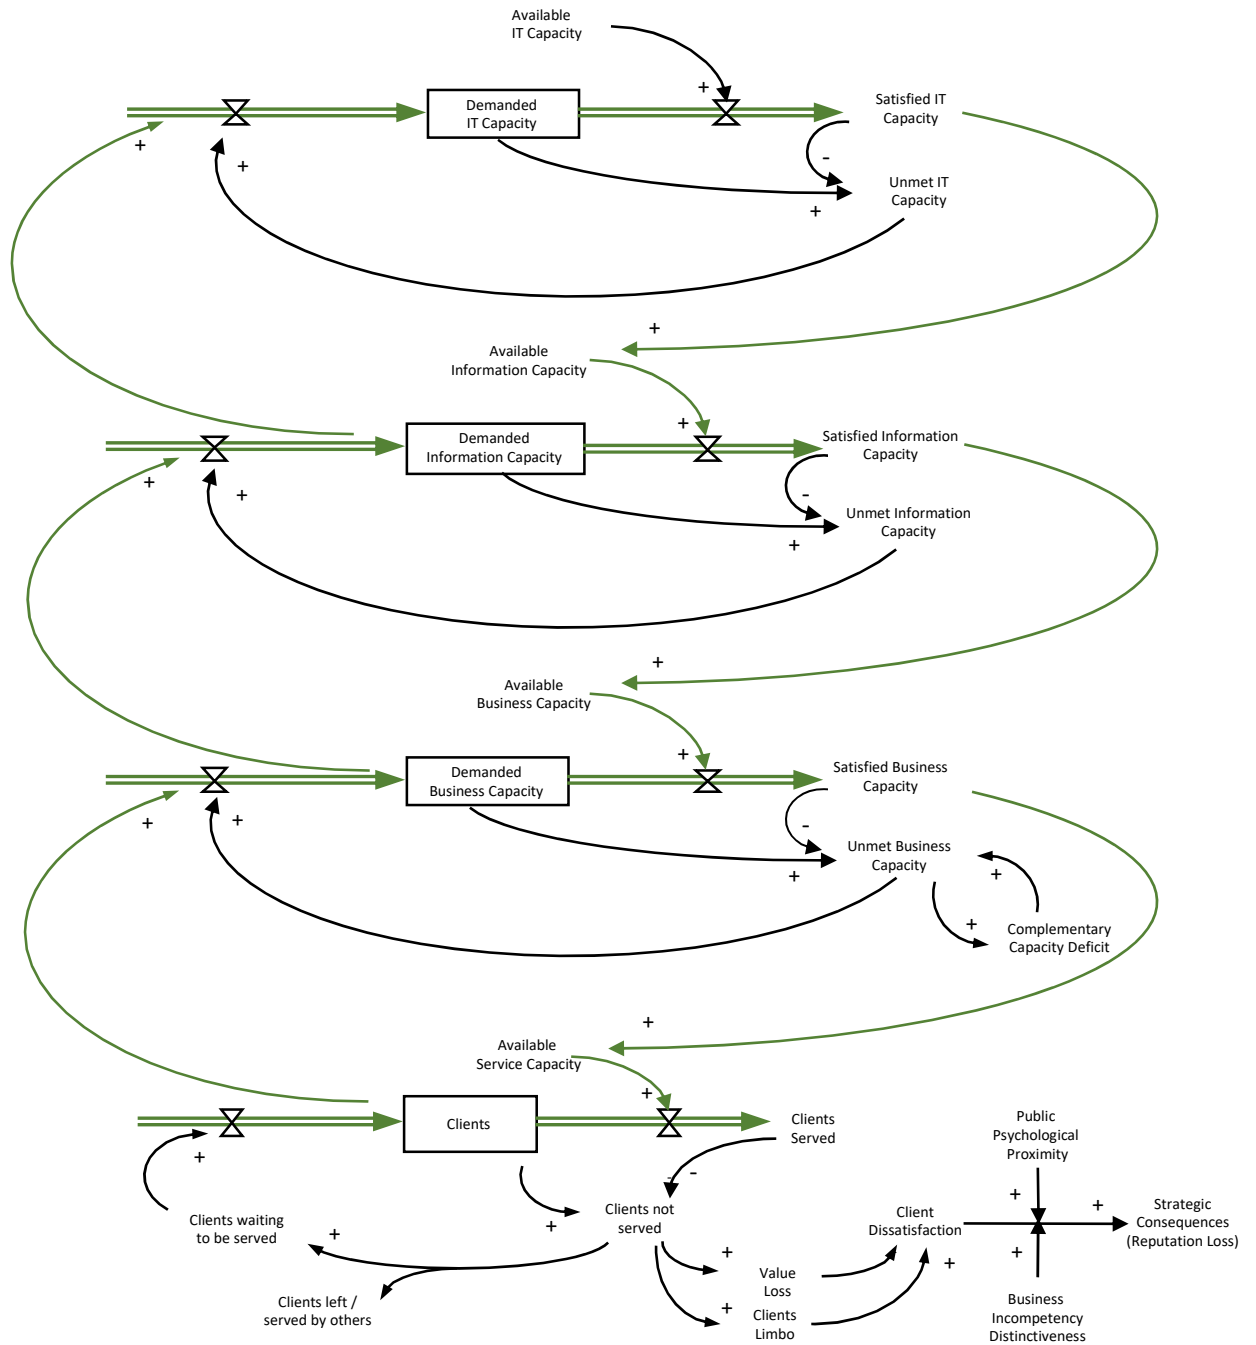 Available
IT Capacity
+
Demanded
IT Capacity
Satisfied IT
Capacity
+
+
-
Unmet IT
Capacity
+
+
Available
Information Capacity
+
Demanded
Information Capacity
Satisfied Information
Capacity
+
+
-
Unmet Information
Capacity
+
+
Available
Business Capacity
+
Demanded
Business Capacity
Satisfied Business
Capacity
+
+
-
Unmet Business
Capacity
+
+
+
Complementary
Capacity Deficit
+
Available
Service Capacity
+
Clients
Clients
Served
Public
Psychological
Proximity
+
-
+
Clients waiting
to be served
+
+
Clients not
served
Client
Dissatisfaction
+
Strategic
Consequences
(Reputation Loss)
+
+
+
Value
Loss
Clients left /
served by others
+
Clients
Limbo
Business
Incompetency
Distinctiveness